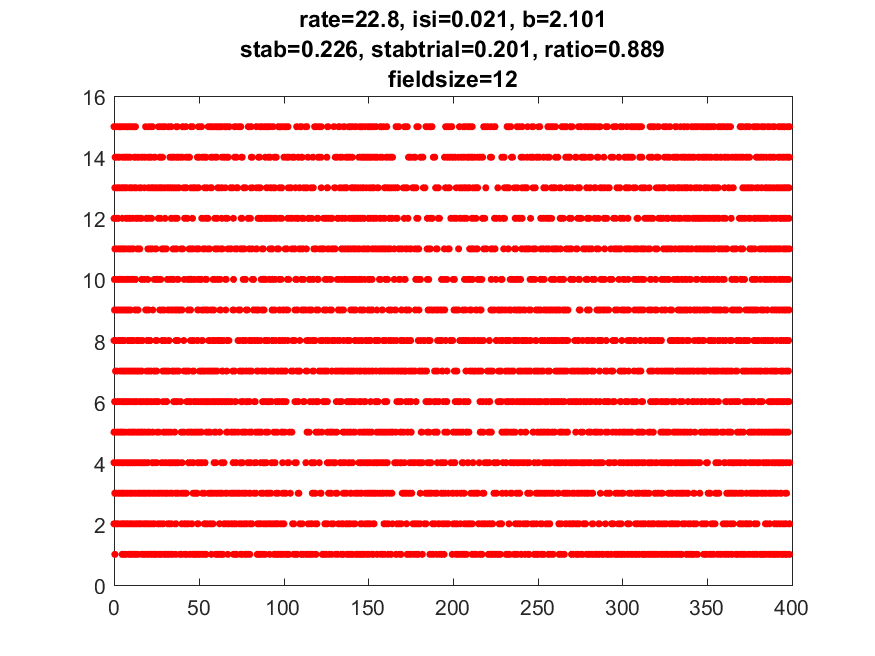 rate=22.8, isi=0.021, b=2.101
stab=0.226, stabtrial=0.201, ratio=0.889
fieldsize=12
16
14
12
10
8
6
4
2
0
0 50 100 150 200 250 300 350 400